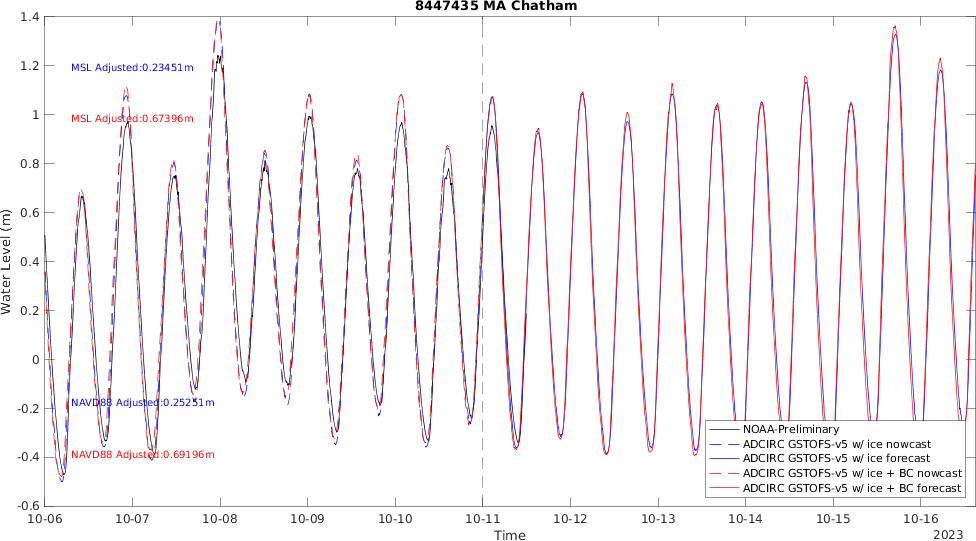 8447435 MA Chatham
1.4
1.2
1
0.8
0.6
0.4
0.2
0
-0.2
-0.4
-0.6
Water Level (m)
MSL Adjusted:0.23451m
MSL Adjusted:0.67396m
NAVD88 Adjusted:0.25251m
NAVD88 Adjusted:0.69196m
NOAA-Preliminary
ADCIRC GSTOFS-v5 w/ ice nowcast
ADCIRC GSTOFS-v5 w/ ice forecast
ADCIRC GSTOFS-v5 w/ ice + BC nowcast
ADCIRC GSTOFS-v5 w/ ice + BC forecast
10-06 10-07 10-08 10-09 10-10 10-11 10-12 10-13 10-14 10-15 10-16
Time
2023